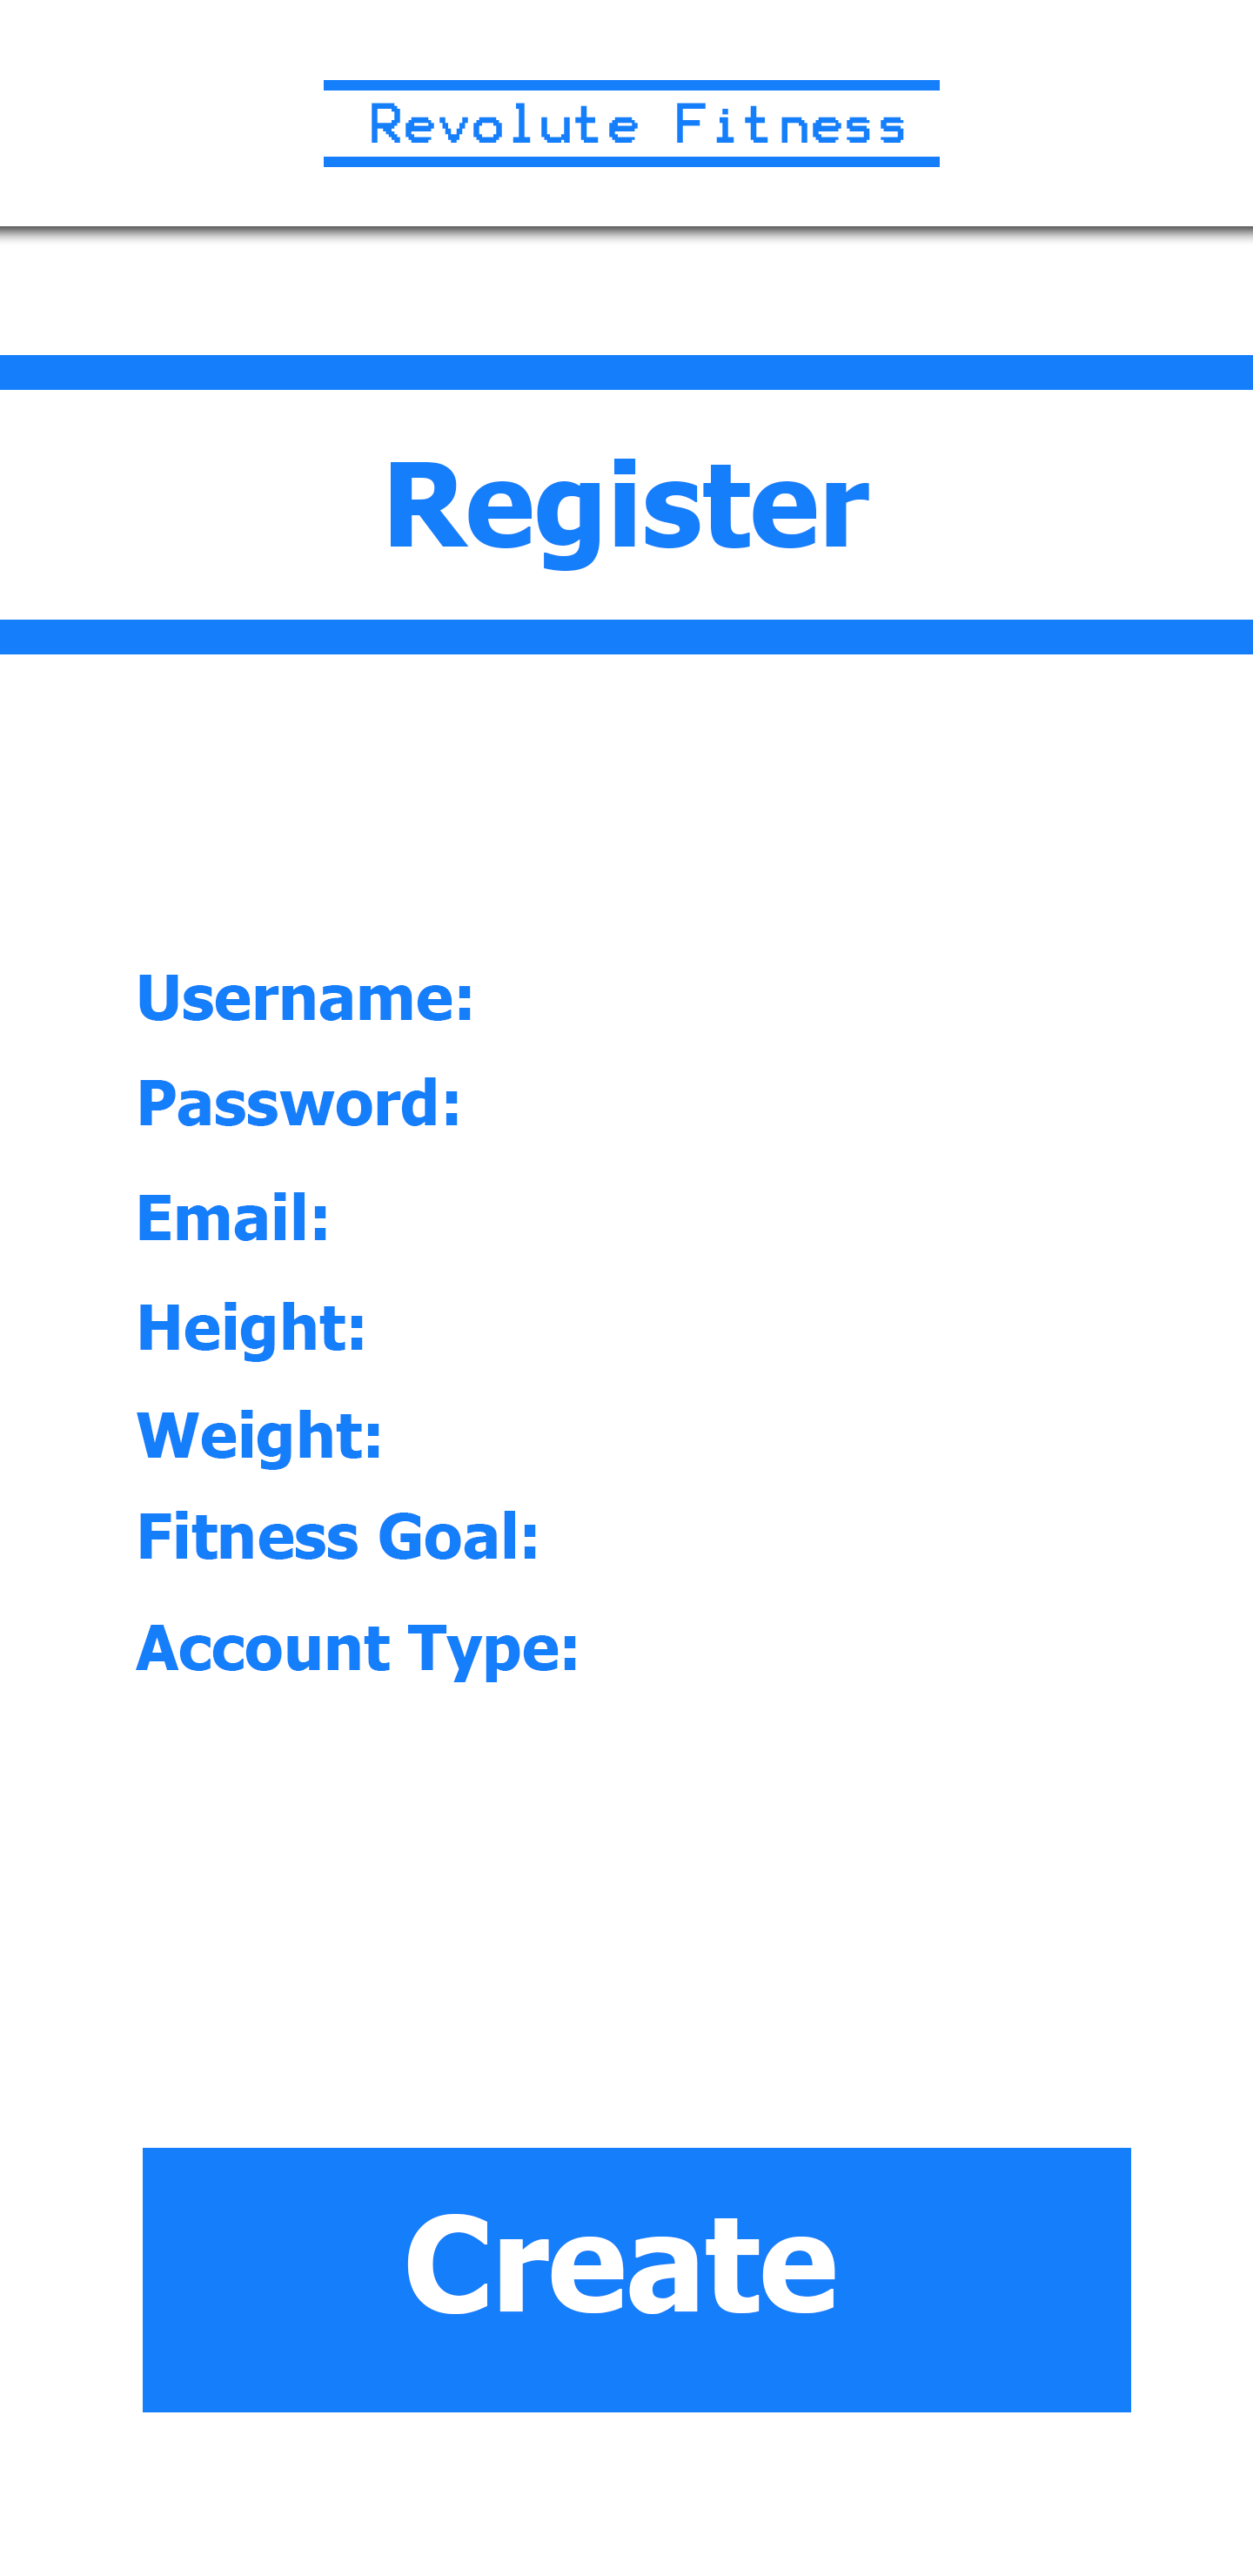 Revolute Fitness
Register
Username:
Password:
Email:
Height:
Weight:
Fitness Goal:
Account Type:
Create